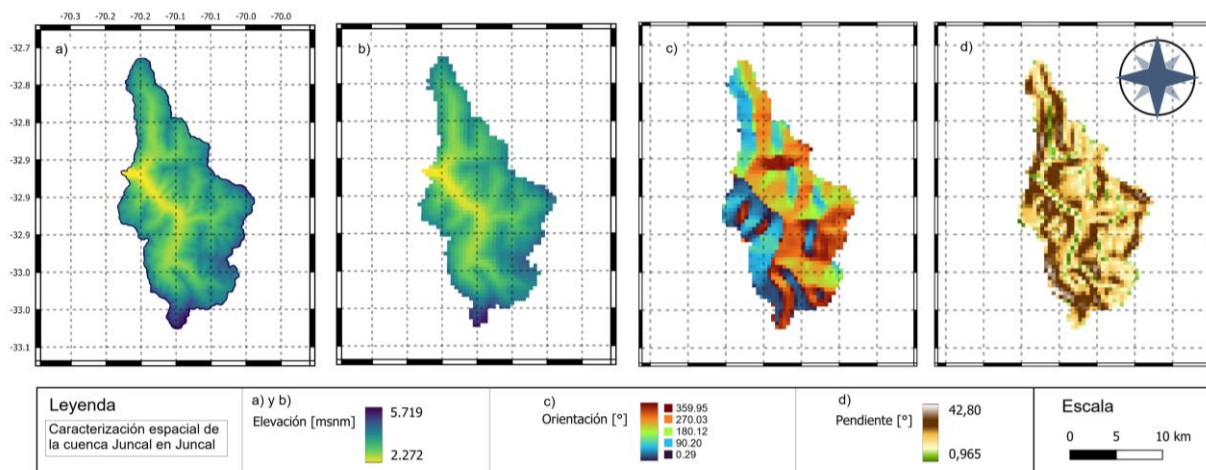 -70.3 -70.2 -70.2 -70.1 -70.1 -70.0 -70.0
a)
b)
c)
d)
-32.7
-32.8
-32.8
-32.9
-32.9
-32.9
-33.0
-33.0
-33.1
Leyenda
Caracterización espacial de
la cuenca Juncal en Juncal
a) y b)
Elevación [msnm]
5.719
2.272
c)
Orientación [°]
359.95
270.03
180.12
90.20
0.29
d)
Pendiente [°]
42,80
0,965
Escala
0 5 10 km